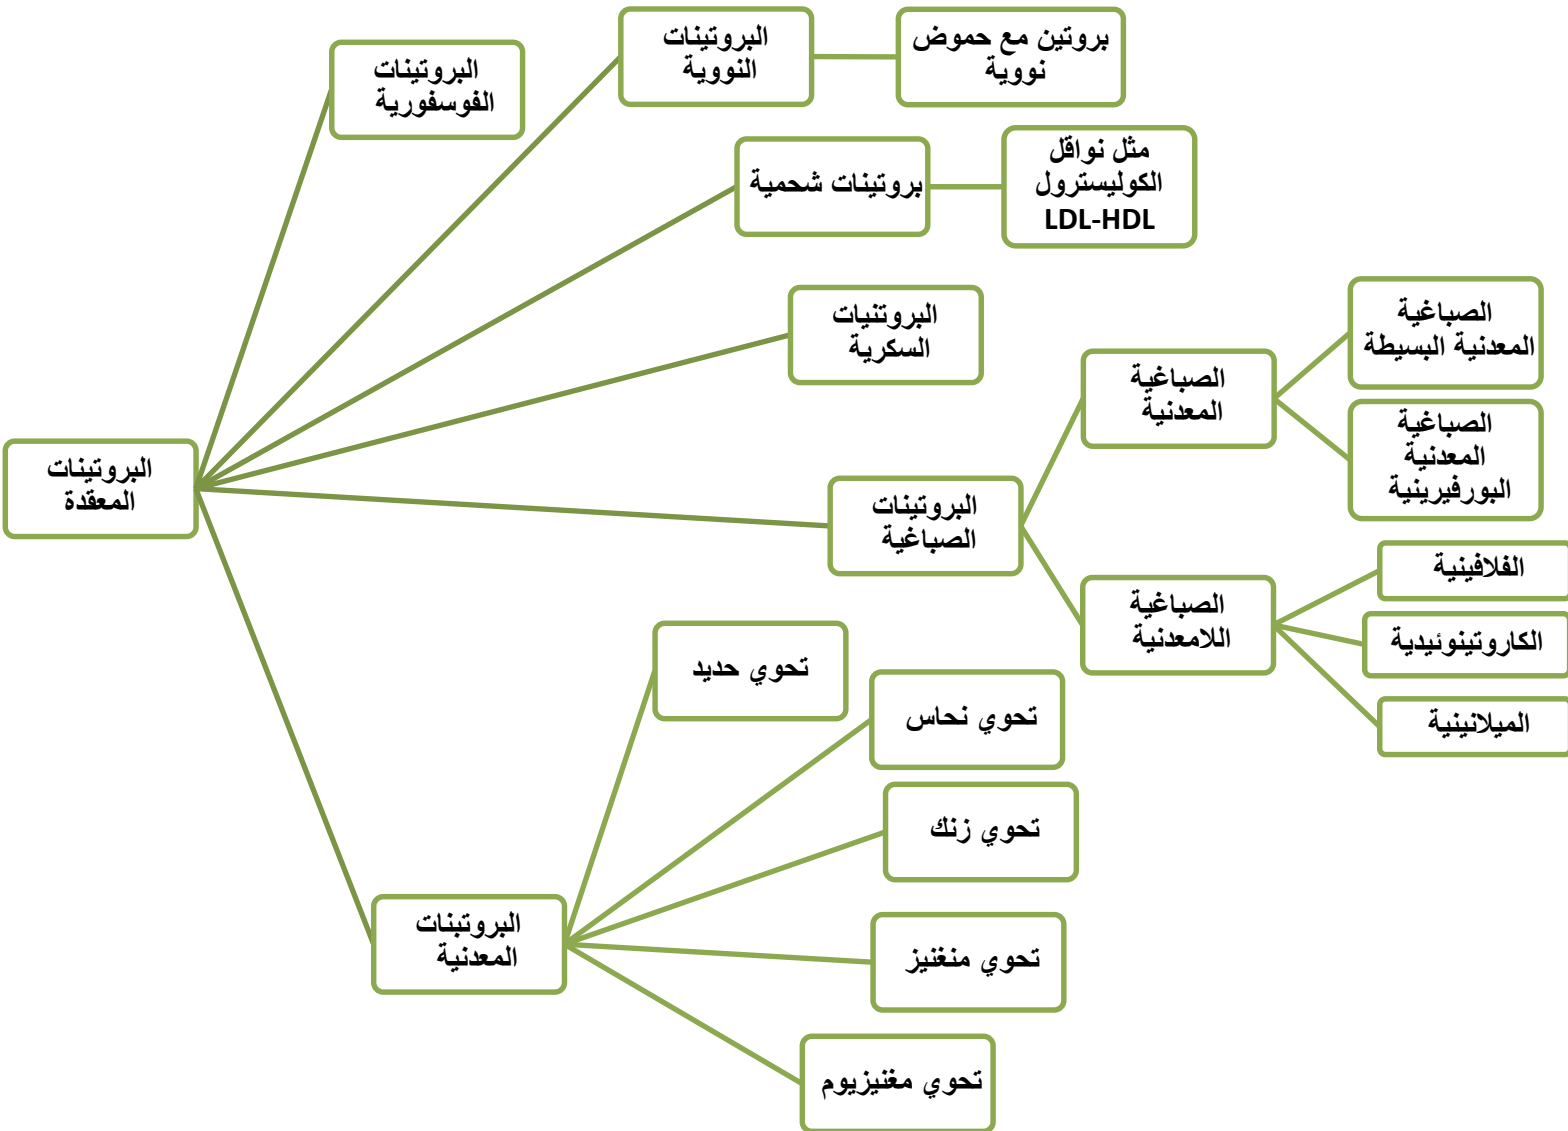 البروتينات
المعقدة
البروتينات
الفوسفورية
البروتينات
النووية
بروتين مع حموض
نووية
بروتينات شحمية
مثل نواقل
الكوليسترول
LDL-HDL
البروتنيات
السكرية
البروتينات
الصباغية
الصباغية
المعدنية
الصباغية
المعدنية البسيطة
الصباغية
المعدنية
البورفيرينية
الصباغية
اللامعدنية
الفلافينية
الكاروتينوئيدية
الميلانينية
البروتبنات
المعدنية
تحوي حديد
تحوي نحاس
تحوي زنك
تحوي منغنيز
تحوي مغنيزيوم